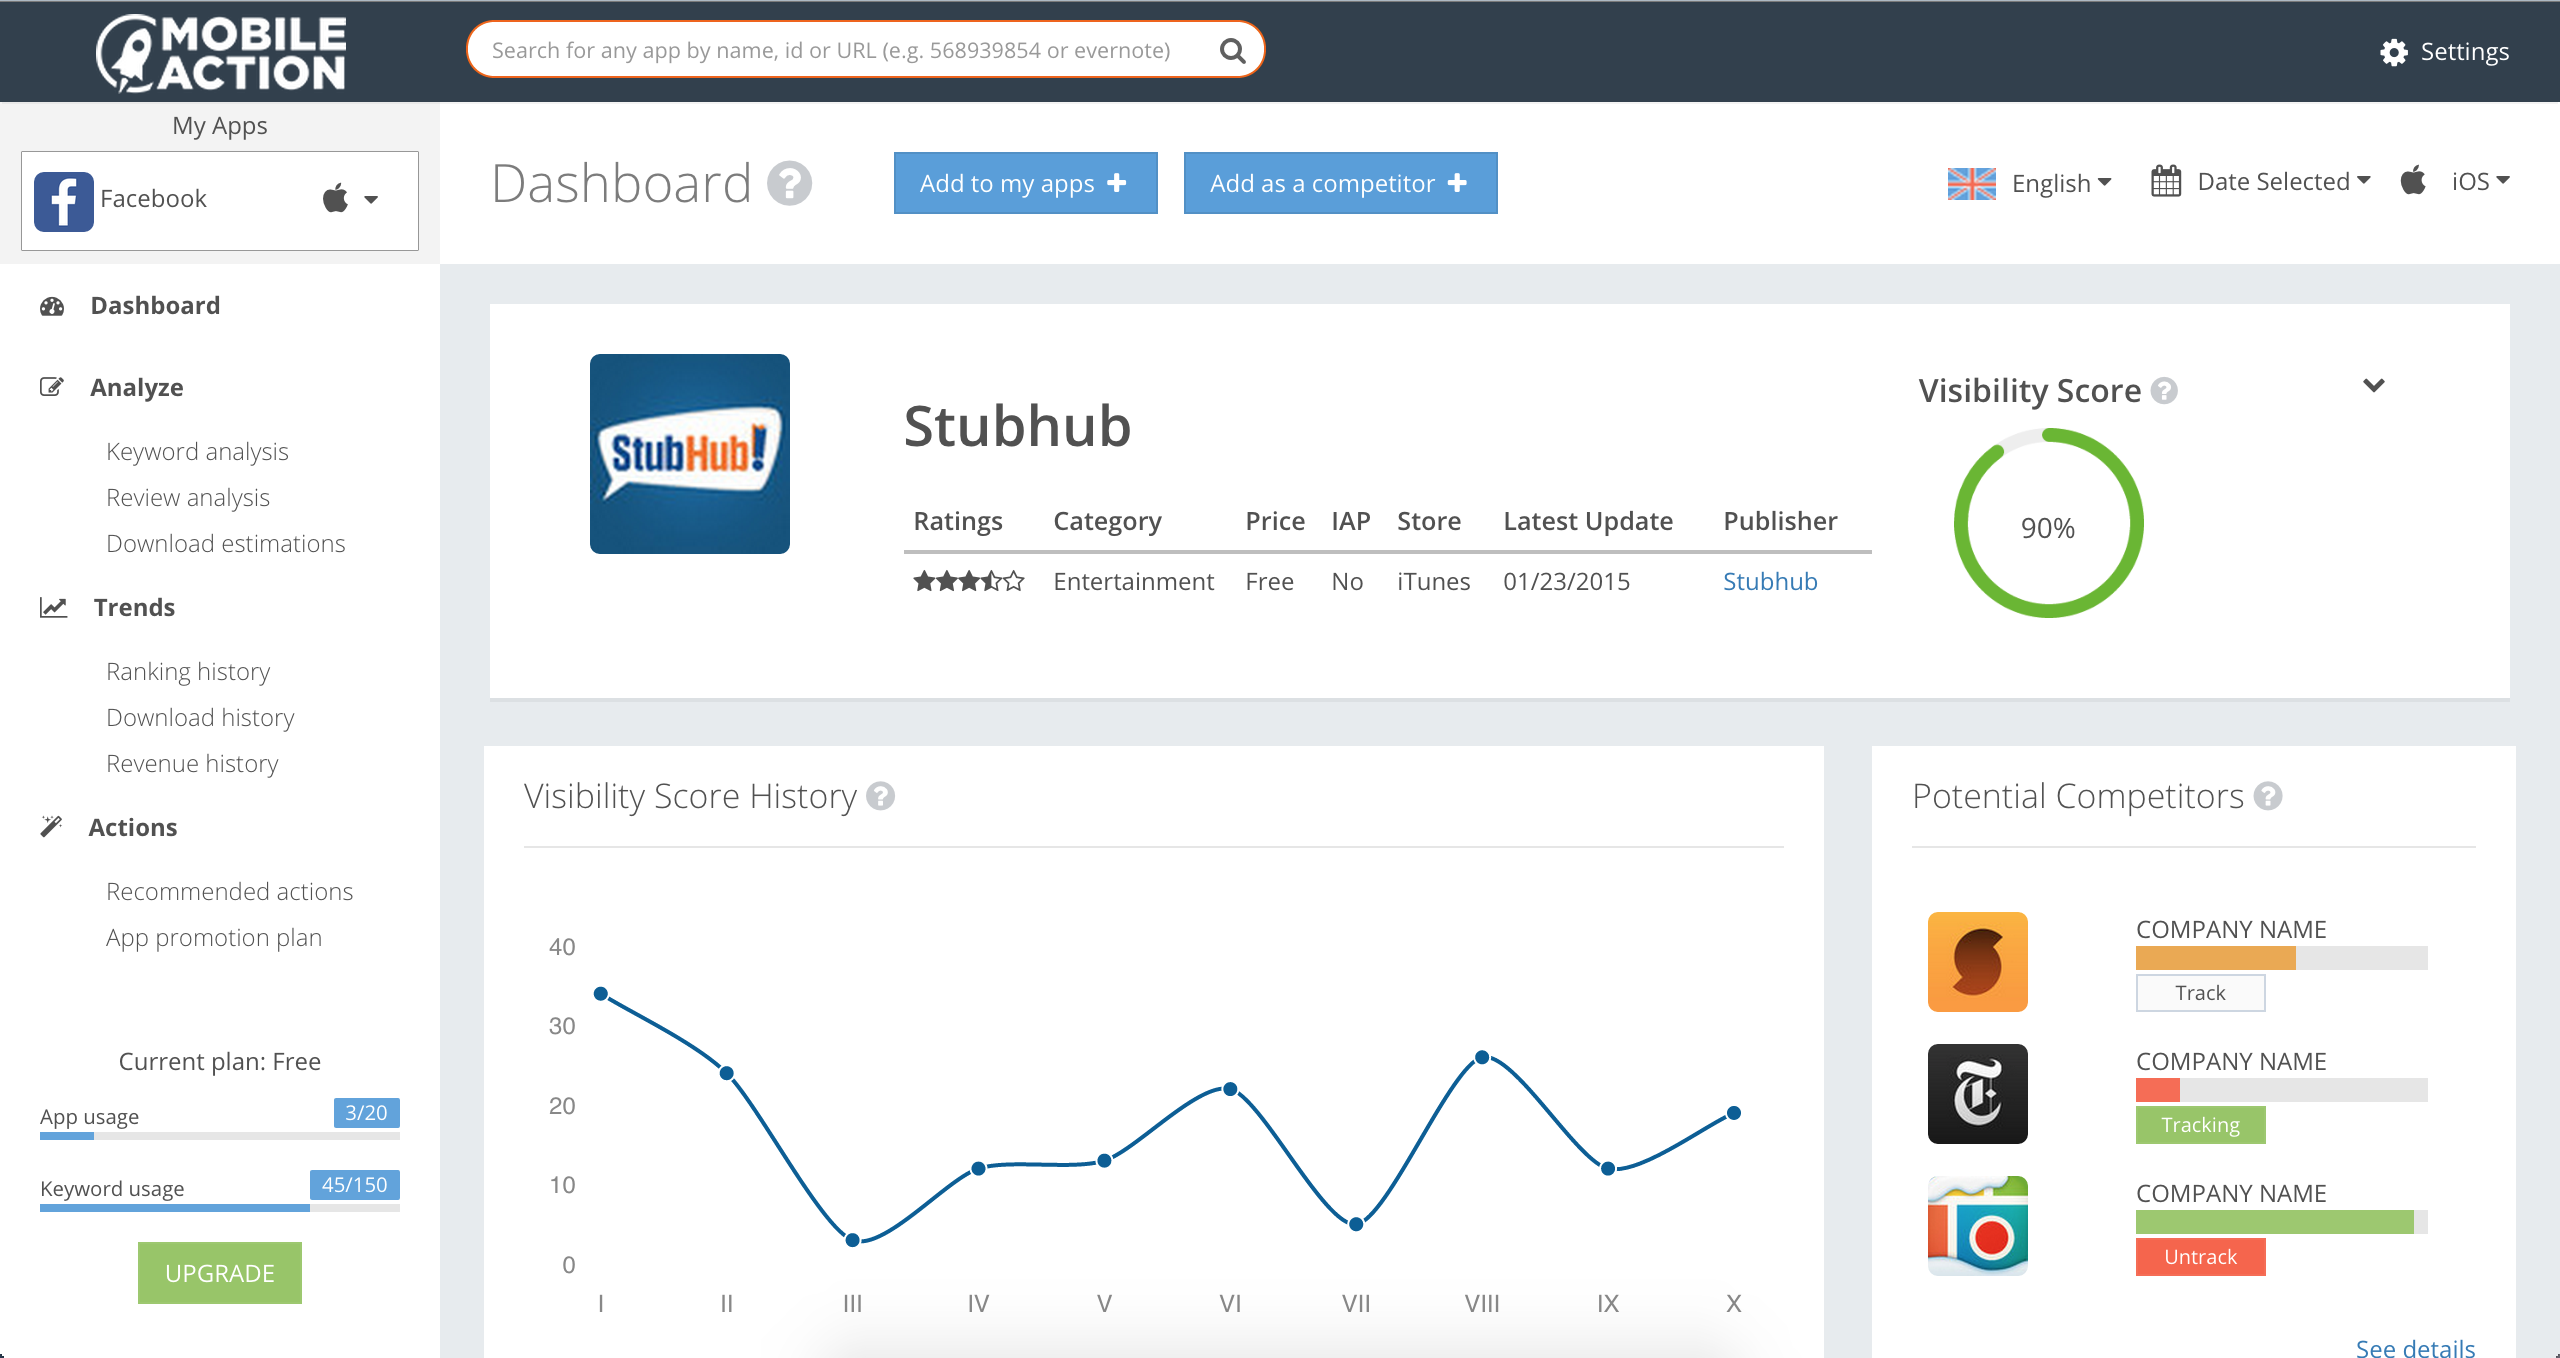 MOBILE
ACTION
Search for any app by name, id or URL (e.g. 568939854 or evernote)
Settings
My Apps
Facebook
Dashboard
Analyze
Keyword analysis
Review analysis
Download estimations
Trends
Ranking history
Download history
Revenue history
Actions
Recommended actions
App promotion plan
Current plan: Free
App usage 3/20
Keyword usage 45/150
UPGRADE
Dashboard ?
Add to my apps +
Add as a competitor +
English
Date Selected
iOS
StubHub!
Stubhub
Ratings Category Price IAP Store Latest Update Publisher
Entertainment Free No iTunes 01/23/2015 Stubhub
Visibility Score ?
90%
Visibility Score History ?
40
30
20
10
0
I II III IV V VI VII VIII IX X
Potential Competitors ?
COMPANY NAME
Track
COMPANY NAME
Tracking
COMPANY NAME
Untrack
See details